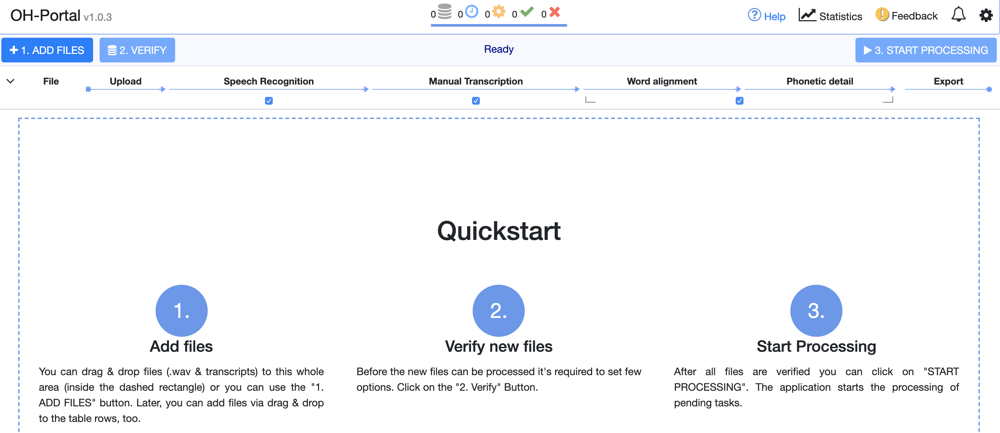 OH-Portal v1.0.3
0 0 0 0 0
Help Statistics Feedback
1. ADD FILES 2. VERIFY Ready 3. START PROCESSING
File Upload Speech Recognition Manual Transcription Word alignment Phonetic detail Export
Quickstart
1.
Add files
You can drag & drop files (.wav & transcripts) to this whole
area (inside the dashed rectangle) or you can use the "1.
ADD FILES" button. Later, you can add files via drag & drop
to the table rows, too.
2.
Verify new files
Before the new files can be processed it's required to set few
options. Click on the "2. Verify" Button.
3.
Start Processing
After all files are verified you can click on "START
PROCESSING". The application starts the processing of
pending tasks.